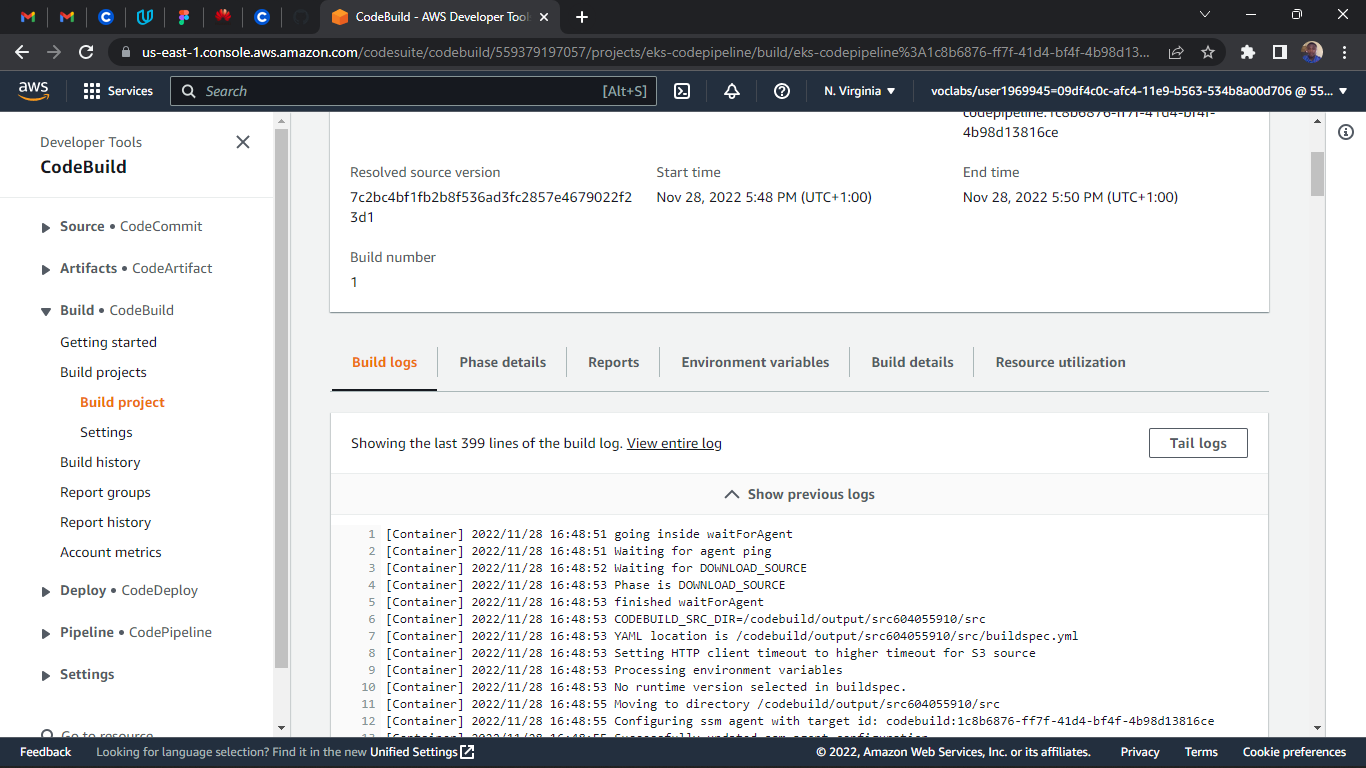 CodeBuild - AWS Developer Tool
us-east-1.console.aws.amazon.com/codesuite/codebuild/559379197057/projects/eks-codepipeline/build/eks-codepipeline%3A1c8b6876-ff7f-41d4-bf4f-4b98d13...
aws
Services
Search
[Alt+S]
N. Virginia
voclabs/user1969945=09df4c0c-afc4-11e9-b563-534b8a00d706 @ 55...
Developer Tools
CodeBuild
Source • CodeCommit
Artifacts • CodeArtifact
Build • CodeBuild
Getting started
Build projects
Build project
Settings
Build history
Report groups
Report history
Account metrics
Deploy • CodeDeploy
Pipeline • CodePipeline
Settings
Go to resource
codepipeline:1c8b6876-ff7f-41d4-bf4f-
4b98d13816ce
Resolved source version
7c2bc4bf1fb2b8f536ad3fc2857e4679022f2
3d1
Start time
Nov 28, 2022 5:48 PM (UTC+1:00)
End time
Nov 28, 2022 5:50 PM (UTC+1:00)
Build number
1
Build logs
Phase details
Reports
Environment variables
Build details
Resource utilization
Showing the last 399 lines of the build log. View entire log
Tail logs
Show previous logs
1 [Container] 2022/11/28 16:48:51 going inside waitForAgent
2 [Container] 2022/11/28 16:48:51 Waiting for agent ping
3 [Container] 2022/11/28 16:48:52 Waiting for DOWNLOAD_SOURCE
4 [Container] 2022/11/28 16:48:53 Phase is DOWNLOAD_SOURCE
5 [Container] 2022/11/28 16:48:53 finished waitForAgent
6 [Container] 2022/11/28 16:48:53 CODEBUILD_SRC_DIR=/codebuild/output/src604055910/src
7 [Container] 2022/11/28 16:48:53 YAML location is /codebuild/output/src604055910/src/buildspec.yml
8 [Container] 2022/11/28 16:48:53 Setting HTTP client timeout to higher timeout for S3 source
9 [Container] 2022/11/28 16:48:53 Processing environment variables
10 [Container] 2022/11/28 16:48:53 No runtime version selected in buildspec.
11 [Container] 2022/11/28 16:48:55 Moving to directory /codebuild/output/src604055910/src
12 [Container] 2022/11/28 16:48:55 Configuring ssm agent with target id: codebuild:1c8b6876-ff7f-41d4-bf4f-4b98d13816ce
13 [Container] 2022/11/28 16:48:55 Successfully updated ssm agent configuration
Feedback
Looking for language selection? Find it in the new Unified Settings
© 2022, Amazon Web Services, Inc. or its affiliates.
Privacy
Terms
Cookie preferences